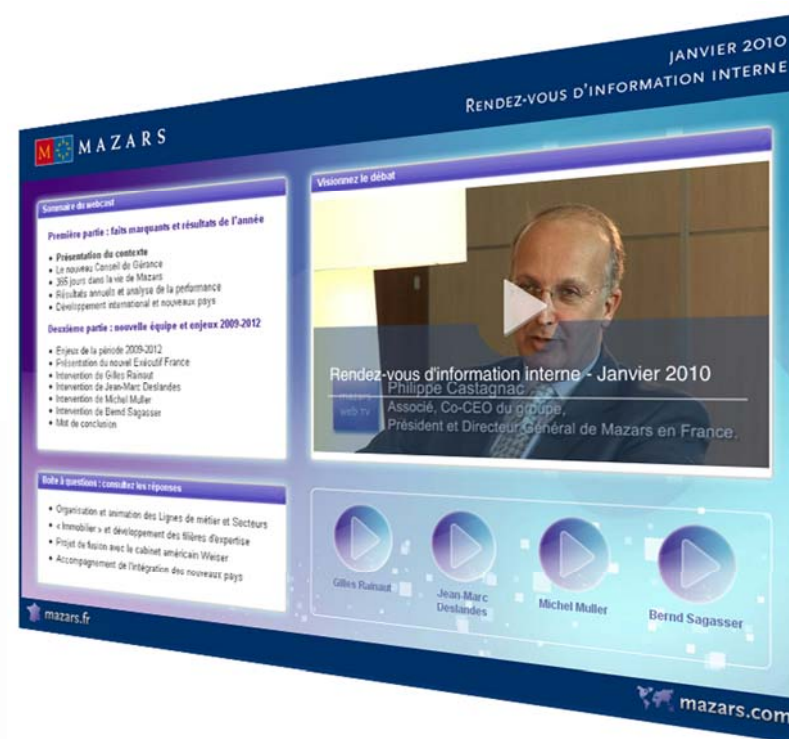 JANVIER 2010
RENDEZ-VOUS D'INFORMATION INTERNE
M MAZARS
Sommaire du webcast
Première partie : faits marquants et résultats de l'année
• Présentation du contexte
• Le nouveau Conseil de Gérance
• 365 jours dans la vie de Mazars
• Résultats annuels et analyse de la performance
• Développement international et nouveaux pays
Deuxième partie : nouvelle équipe et enjeux 2009-2012
• Enjeux de la période 2009-2012
• Présentation du nouvel Exécutif France
• Intervention de Gilles Rainaut
• Intervention de Jean-Marc Deslandes
• Intervention de Michel Muller
• Intervention de Bernd Sagasser
• Mot de conclusion
Visionnez le débat
Rendez-vous d'information interne - Janvier 2010
Philippe Castagnac
Associé, Co-CEO du groupe,
Président et Directeur Général de Mazars en France.
mazars
web tv
Boîte à questions : consultez les réponses
• Organisation et animation des Lignes de métier et Secteurs
• « Immobilier » et développement des filières d'expertise
• Projet de fusion avec le cabinet américain Weiser
• Accompagnement de l'intégration des nouveaux pays
Gilles Rainaut
Jean-Marc
Deslandes
Michel Muller
Bernd Sagasser
mazars.fr
mazars.com